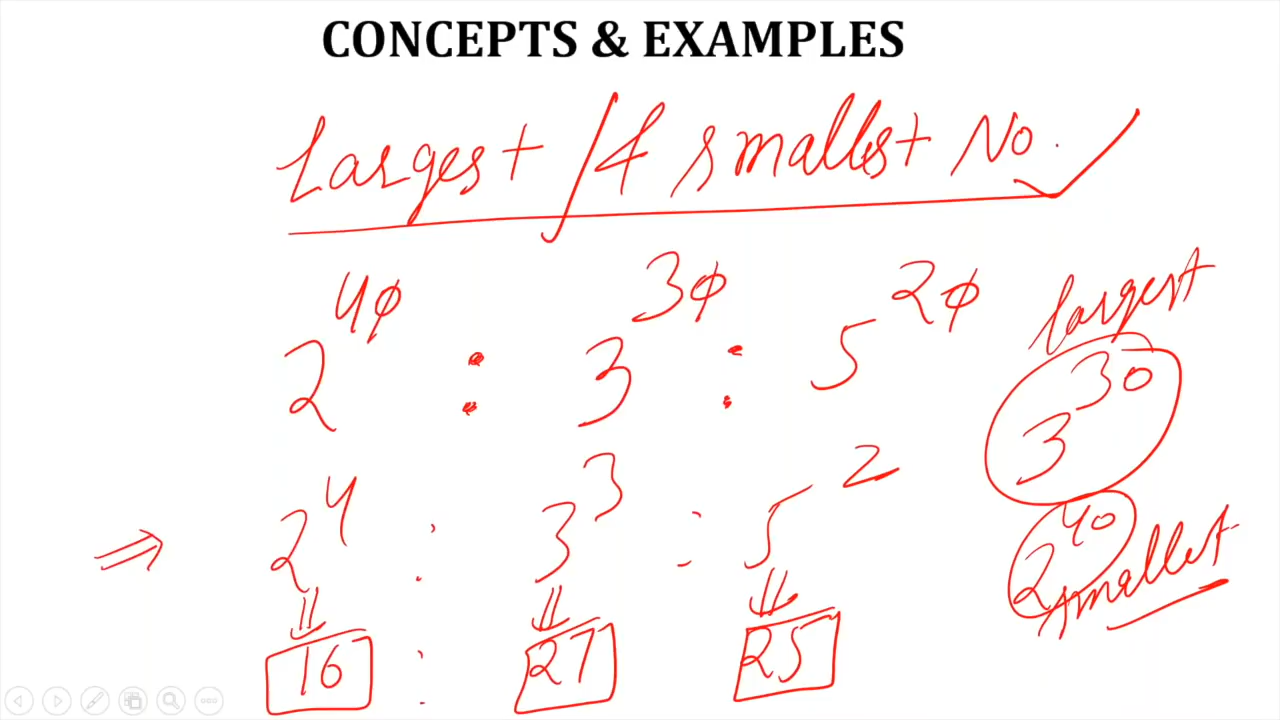 CONCEPTS & EXAMPLES
Largest / & smallest No.
2^40 : 3^30 : 5^20
largest
3^30
⇒ 2^4 : 3^3 : 5^2
2^40
smallest
16 : 27 25